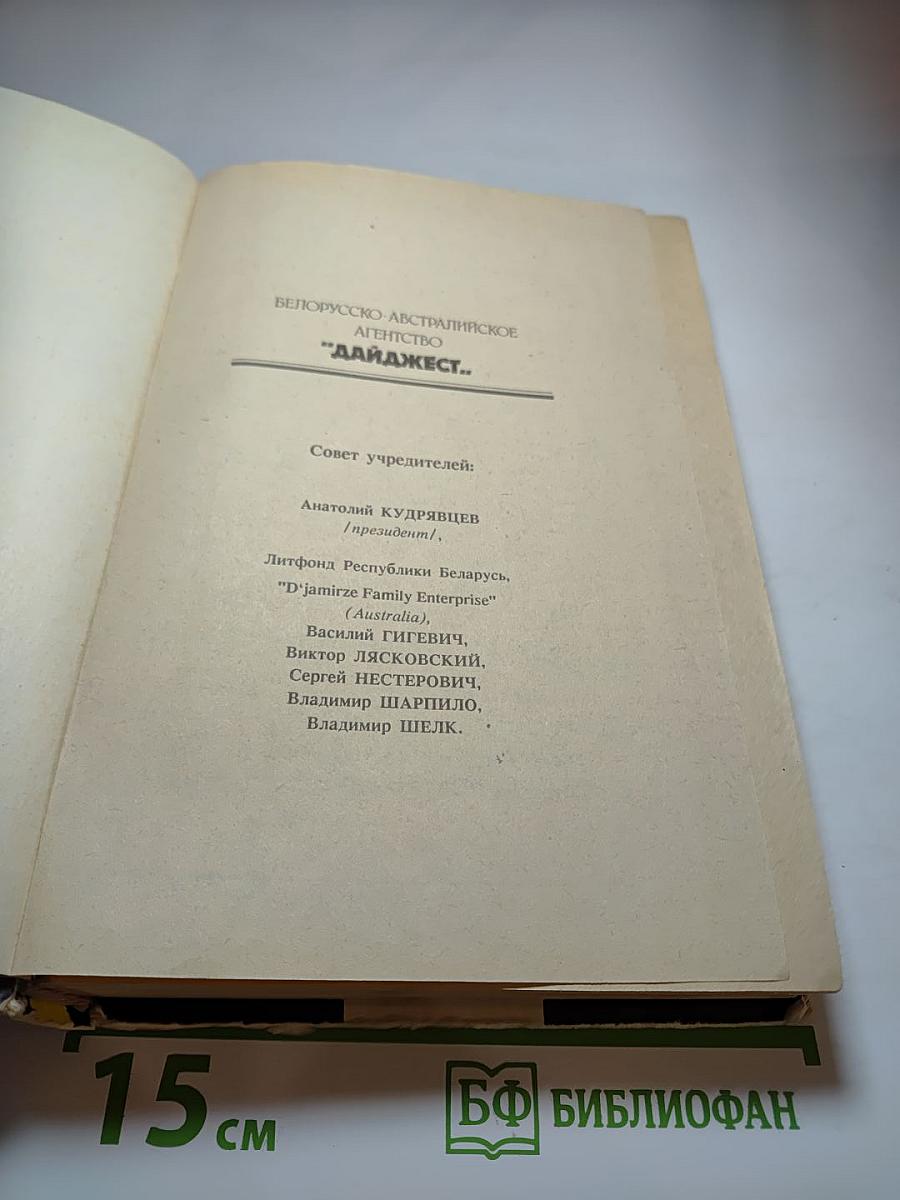 БЕЛОРУССКО-АВСТРАЛИЙСКОЕ
АГЕНТСТВО
"ДАЙДЖЕСТ"
Совет учредителей:
Анатолий КУДРЯВЦЕВ
/президент/,
Литфонд Республики Беларусь,
"D'jamirze Family Enterprise"
(Australia),
Василий ГИГЕВИЧ,
Виктор ЛЯСКОВСКИЙ,
Сергей НЕСТЕРОВИЧ,
Владимир ШАРПИЛО,
Владимир ШЕЛК.
15 см
БФ БИБЛИОФАН